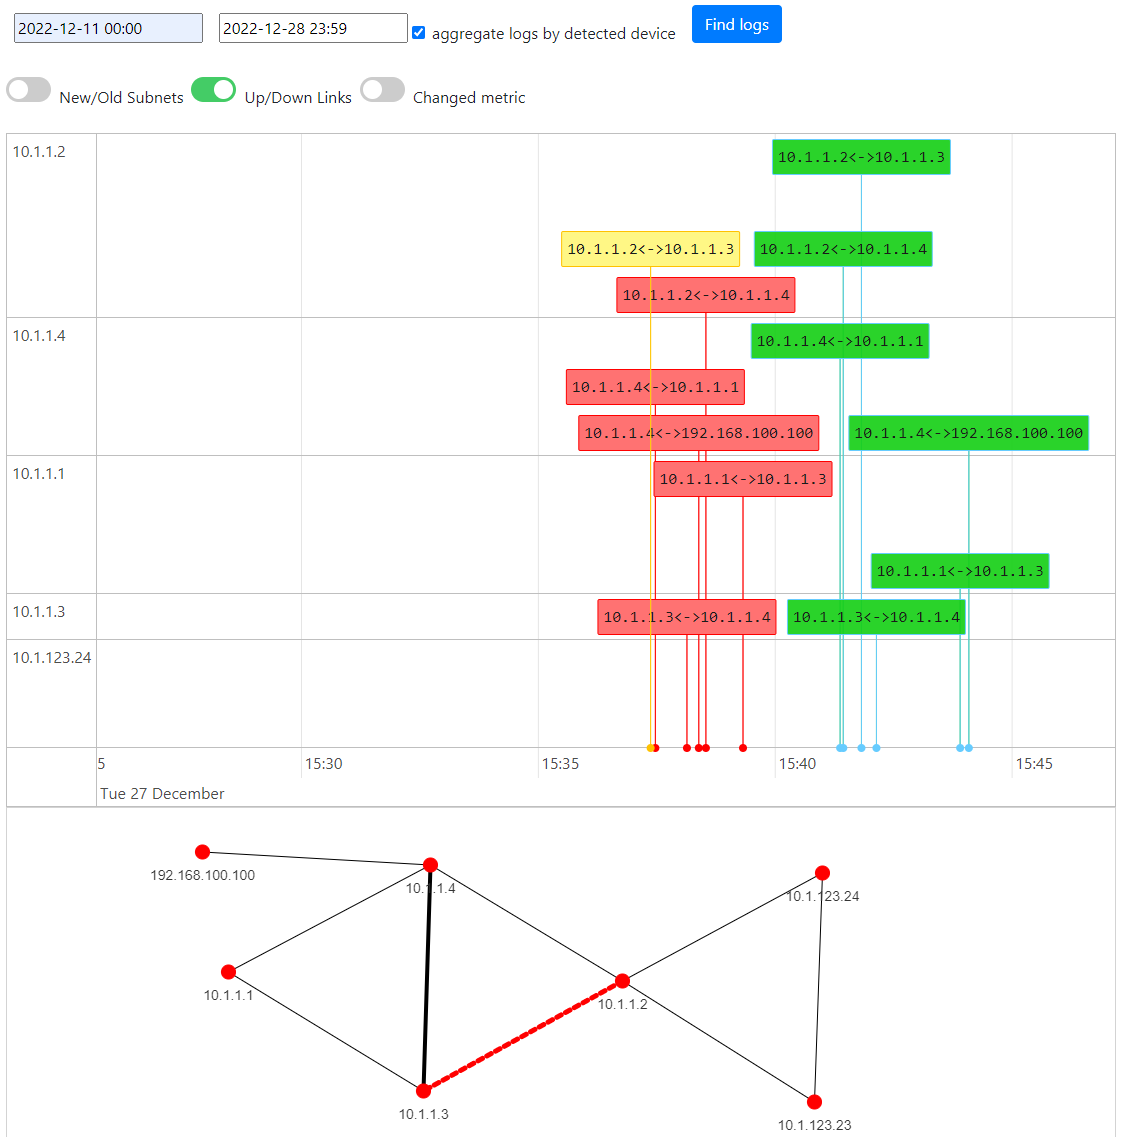 2022-12-11 00:00 2022-12-28 23:59 aggregate logs by detected device Find logs
New/Old Subnets Up/Down Links Changed metric
10.1.1.2 10.1.1.2<->10.1.1.3
10.1.1.2<->10.1.1.3 10.1.1.2<->10.1.1.4
10.1.1.2<->10.1.1.4
10.1.1.4 10.1.1.4<->10.1.1.1
10.1.1.4<->10.1.1.1
10.1.1.4<->192.168.100.100 10.1.1.4<->192.168.100.100
10.1.1.1 10.1.1.1<->10.1.1.3
10.1.1.1<->10.1.1.3
10.1.1.3 10.1.1.3<->10.1.1.4 10.1.1.3<->10.1.1.4
10.1.123.24
5 15:30 15:35 15:40 15:45
Tue 27 December
192.168.100.100 10.1.1.4 10.1.123.24
10.1.1.1 10.1.1.2
10.1.1.3 10.1.123.23